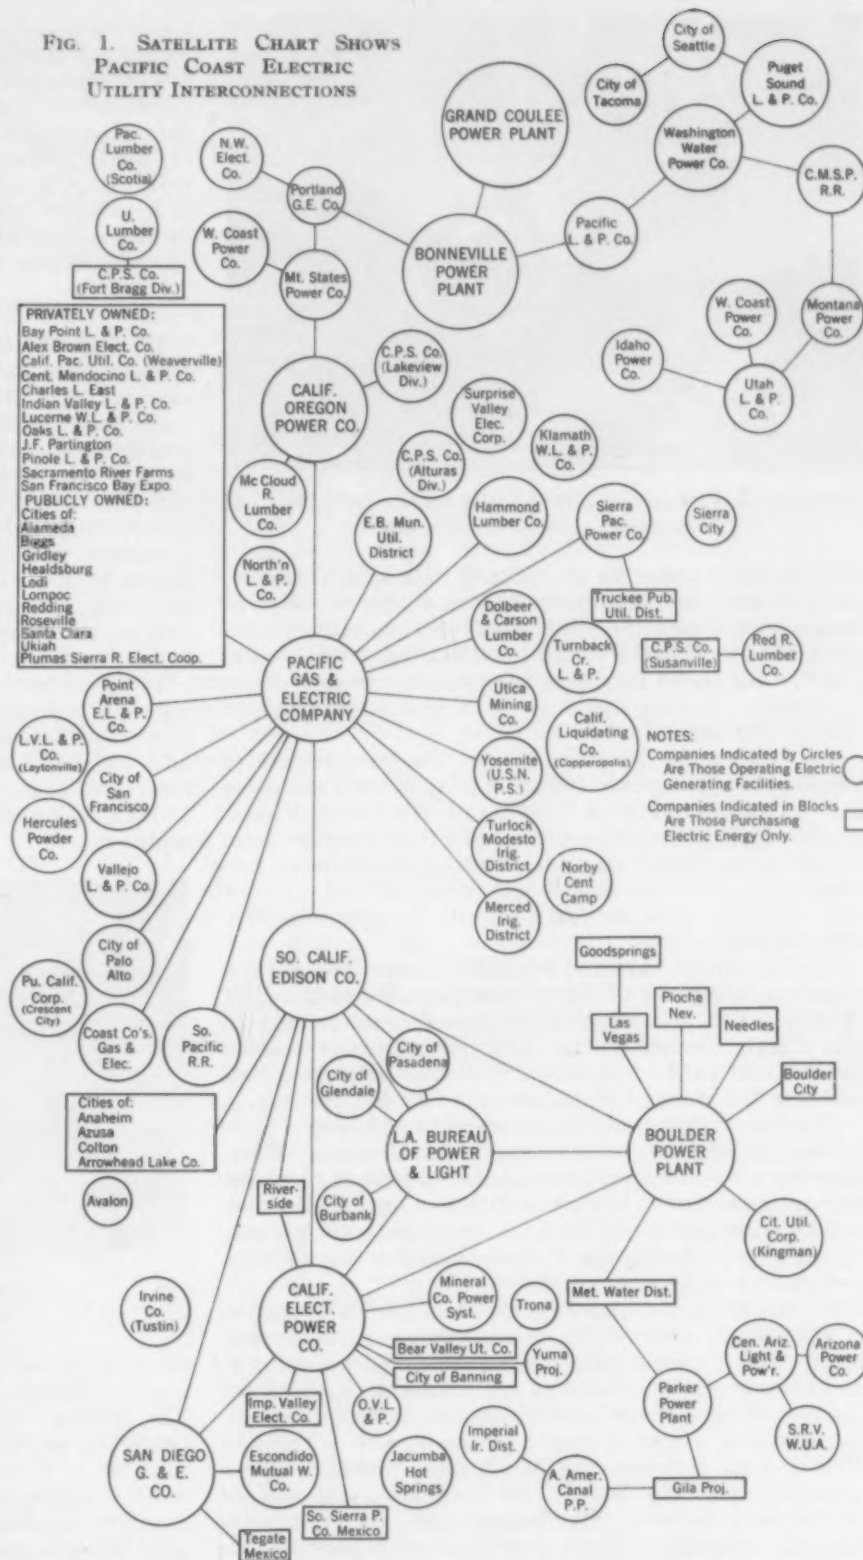 FIG. 1. SATELLITE CHART SHOWS
PACIFIC COAST ELECTRIC
UTILITY INTERCONNECTIONS
City of
Seattle
City of
Tacoma
Puget
Sound
L. & P. Co.
GRAND COULEE
POWER PLANT
Washington
Water
Power Co.
Pac.
Lumber
Co.
(Scotia)
N.W.
Elect.
Co.
Portland
G.E. Co.
C.M.S.P.
R.R.
U.
Lumber
Co.
W. Coast
Power
Co.
BONNEVILLE
POWER
PLANT
Pacific
L. & P. Co.
C.P.S. Co.
(Fort Bragg Div.)
Mt. States
Power Co.
W. Coast
Power
Co.
Montana
Power
Co.
Idaho
Power
Co.
Utah
L. & P.
Co.
PRIVATELY OWNED:
Bay Point L. & P. Co.
Alex Brown Elect. Co.
Calif. Pac. Util. Co. (Weaverville)
Cent. Mendocino L. & P. Co.
Charles L. East
Indian Valley L. & P. Co.
Lucerne W.L. & P. Co.
Oaks L. & P. Co.
J.F. Partington
Pinole L. & P. Co.
Sacramento River Farms
San Francisco Bay Expo.
PUBLICLY OWNED:
Cities of:
Alameda
Biggs
Gridley
Healdsburg
Lodi
Lompoc
Redding
Roseville
Santa Clara
Ukiah
Plumas Sierra R. Elect. Coop.
CALIF.
OREGON
POWER CO.
C.P.S. Co.
(Lakeview
Div.)
Surprise
Valley
Elec.
Corp.
Klamath
W.L. & P.
Co.
C.P.S. Co.
(Alturas
Div.)
Mc Cloud
R.
Lumber
Co.
E.B. Mun.
Util.
District
Hammond
Lumber Co.
Sierra
Pac.
Power Co.
Sierra
City
North'n
L. & P.
Co.
Truckee Pub.
Util. Dist.
Dolbeer
& Carson
Lumber
Co.
Turnback
Cr.
L. & P.
C.P.S. Co.
(Susanville)
Red R.
Lumber
Co.
PACIFIC
GAS &
ELECTRIC
COMPANY
Utica
Mining
Co.
Calif.
Liquidating
Co.
(Copperopolis)
Point
Arena
E.L. & P.
Co.
L.V.L. & P.
Co.
(Laytonville)
City of
San
Francisco
Yosemite
(U.S.N.
P.S.)
NOTES:
Companies Indicated by Circles
Are Those Operating Electric
Generating Facilities.
Companies Indicated in Blocks
Are Those Purchasing
Electric Energy Only.
Hercules
Powder
Co.
Vallejo
L. & P. Co.
Turlock
Modesto
Irig.
District
Norby
Cent
Camp
Merced
Irig.
District
City of
Palo
Alto
SO. CALIF.
EDISON CO.
Goodsprings
Pu. Calif.
Corp.
(Crescent
City)
Coast Co's.
Gas &
Elec.
So.
Pacific
R.R.
Las
Vegas
Pioche
Nev.
Needles
Boulder
City
City of
Pasadena
City of
Glendale
Cities of:
Anaheim
Azusa
Colton
Arrowhead Lake Co.
L.A. BUREAU
OF POWER
& LIGHT
BOULDER
POWER
PLANT
Avalon
River-
side
City of
Burbank
Cit. Util.
Corp.
(Kingman)
Irvine
Co.
(Tustin)
CALIF.
ELECT.
POWER
CO.
Mineral
Co. Power
Syst.
Trona
Met. Water Dist.
Bear Valley Ut. Co.
City of Banning
Yuma
Proj.
Cen. Ariz.
Light &
Pow'r.
Arizona
Power
Co.
Imp. Valley
Elect. Co.
O.V.L.
& P.
Parker
Power
Plant
S.R.V.
W.U.A.
SAN DIEGO
G. & E.
CO.
Escondido
Mutual W.
Co.
Jacumba
Hot
Springs
Imperial
Ir. Dist.
A. Amer.
Canal
P.P.
Gila Proj.
So. Sierra P.
Co. Mexico
Tegate
Mexico